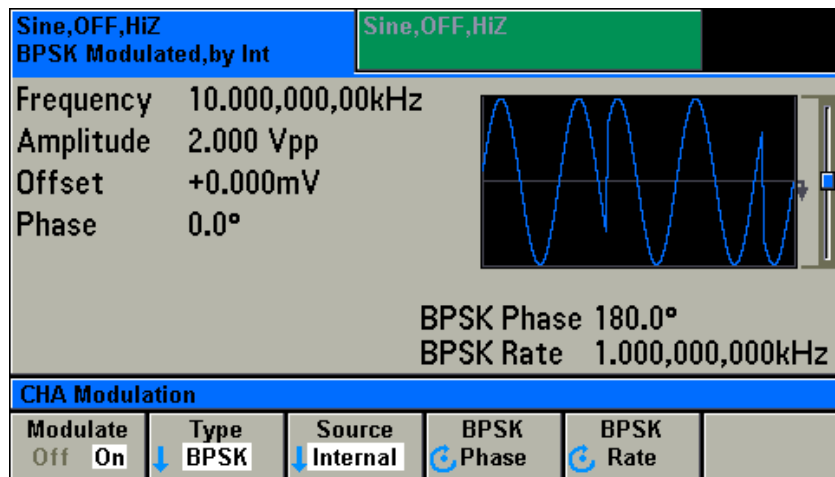 Sine,OFF,HiZ
BPSK Modulated,by Int
Sine,OFF,HiZ
Frequency 10.000,000,00kHz
Amplitude 2.000 Vpp
Offset +0.000mV
Phase 0.0°
BPSK Phase 180.0°
BPSK Rate 1.000,000,000kHz
CHA Modulation
Modulate
Off On
Type
BPSK
Source
Internal
BPSK
Phase
BPSK
Rate